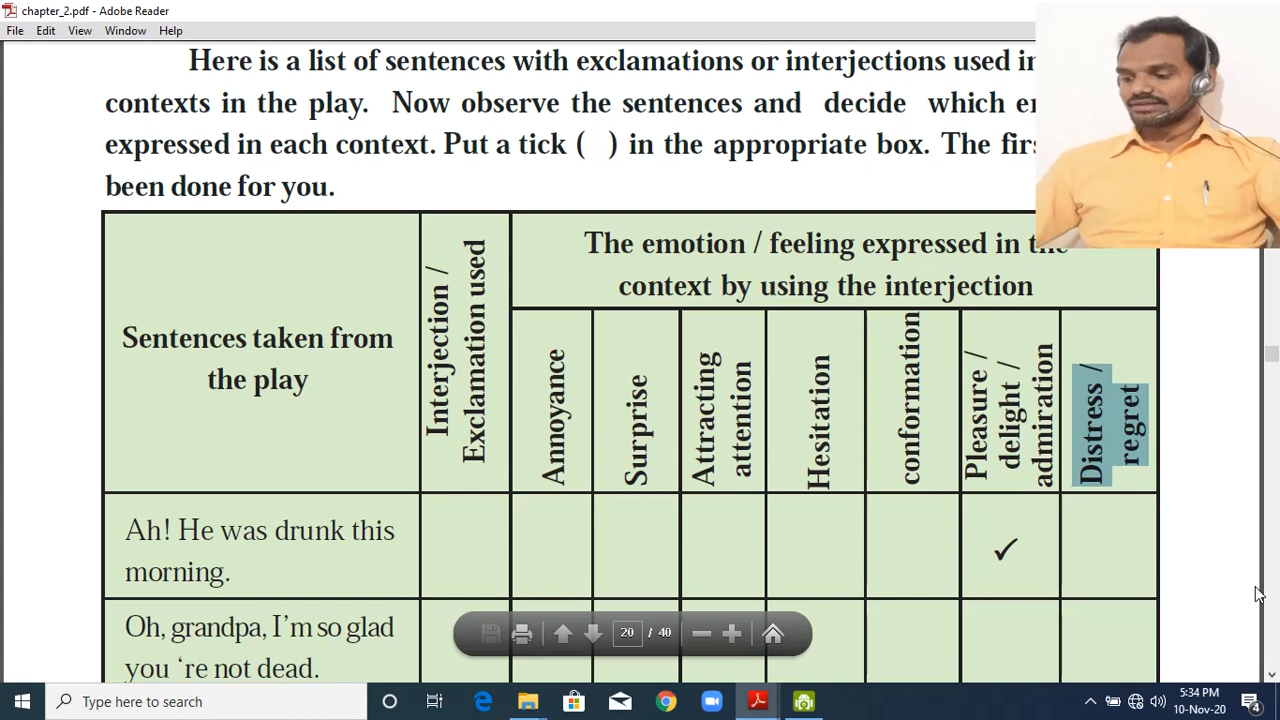 chapter_2.pdf - Adobe Reader
File Edit View Window Help
Here is a list of sentences with exclamations or interjections used in
contexts in the play. Now observe the sentences and decide which
expressed in each context. Put a tick ( ) in the appropriate box. The
been done for you.
Sentences taken from
the play
Interjection /
Exclamation used
The emotion / feeling expressed in the
context by using the interjection
Annoyance
Surprise
Attracting
attention
Hesitation
conformation
Pleasure /
delight /
admiration
Distress /
regret
Ah! He was drunk this
morning.
✓
Oh, grandpa, I'm so glad
you 're not dead.
20 / 40
Type here to search
5:34 PM
10-Nov-20
4